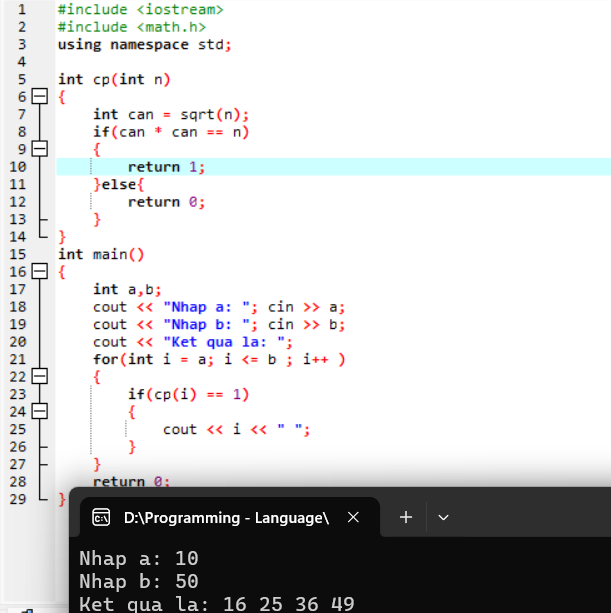 1 #include <iostream>
2 #include <math.h>
3 using namespace std;
4
5 int cp(int n)
6 {
7 int can = sqrt(n);
8 if(can * can == n)
9 {
10 return 1;
11 }else{
12 return 0;
13 }
14 }
15 int main()
16 {
17 int a,b;
18 cout << "Nhap a: "; cin >> a;
19 cout << "Nhap b: "; cin >> b;
20 cout << "Ket qua la: ";
21 for(int i = a; i <= b ; i++ )
22 {
23 if(cp(i) == 1)
24 {
25 cout << i << " ";
26 }
27 }
28 return 0;
29 }
D:\Programming - Language\
Nhap a: 10
Nhap b: 50
Ket qua la: 16 25 36 49